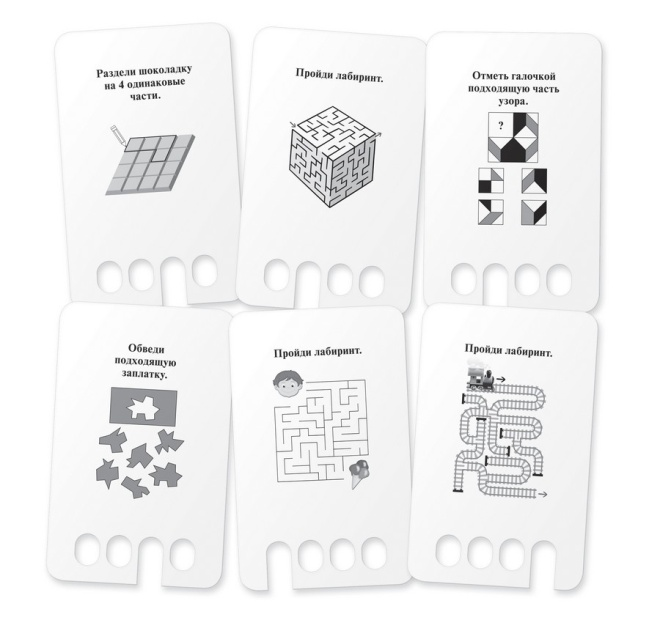 Раздели шоколадку
на 4 одинаковые
части.
Пройди лабиринт.
Отметь галочкой
подходящую часть
узора.
?
Обведи
подходящую
заплатку.
Пройди лабиринт.
Пройди лабиринт.